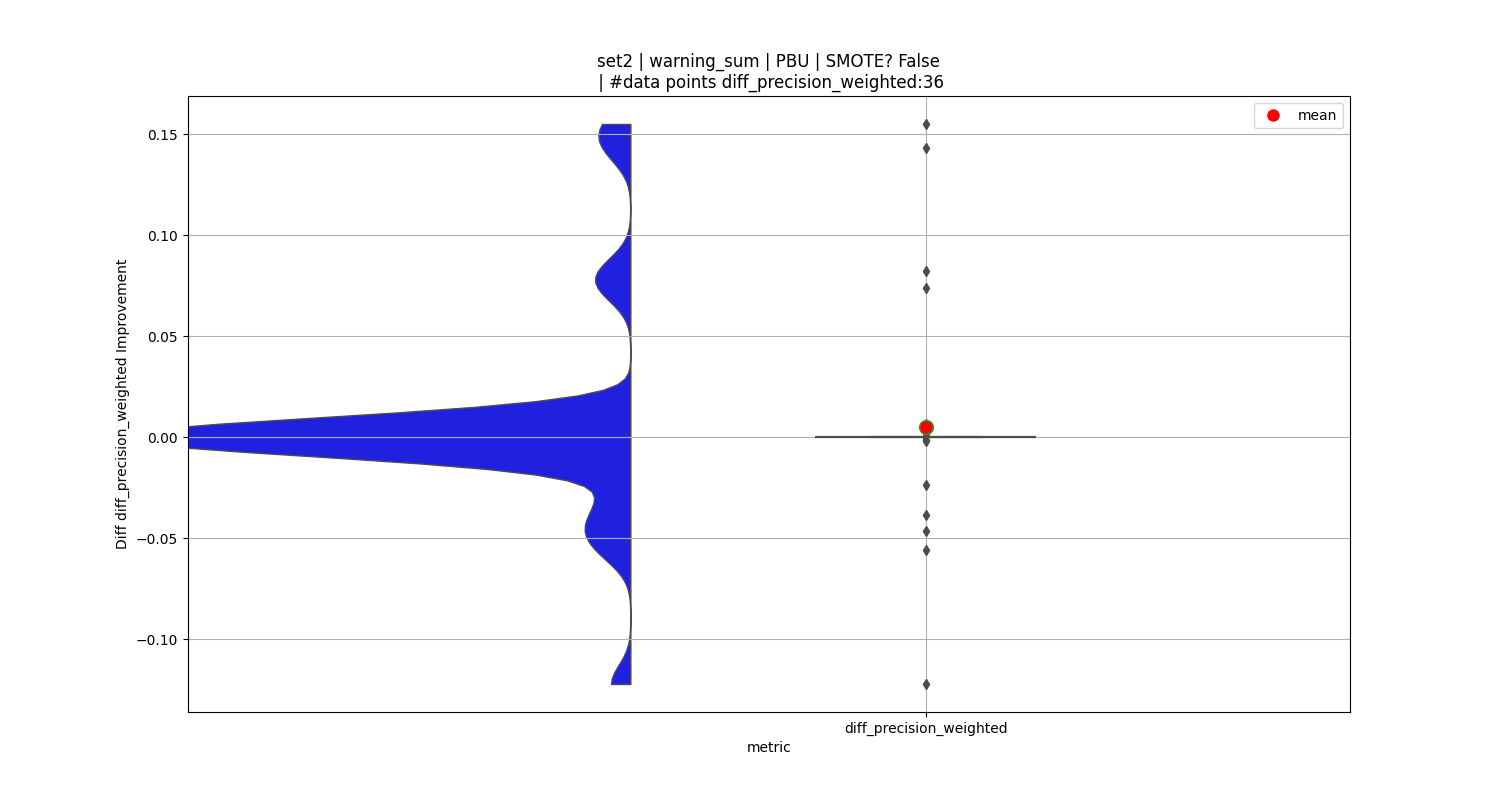 set2 | warning_sum | PBU | SMOTE? False
| #data points diff_precision_weighted:36
mean
0.15
0.10
0.05
0.00
−0.05
−0.10
Diff diff_precision_weighted Improvement
diff_precision_weighted
metric